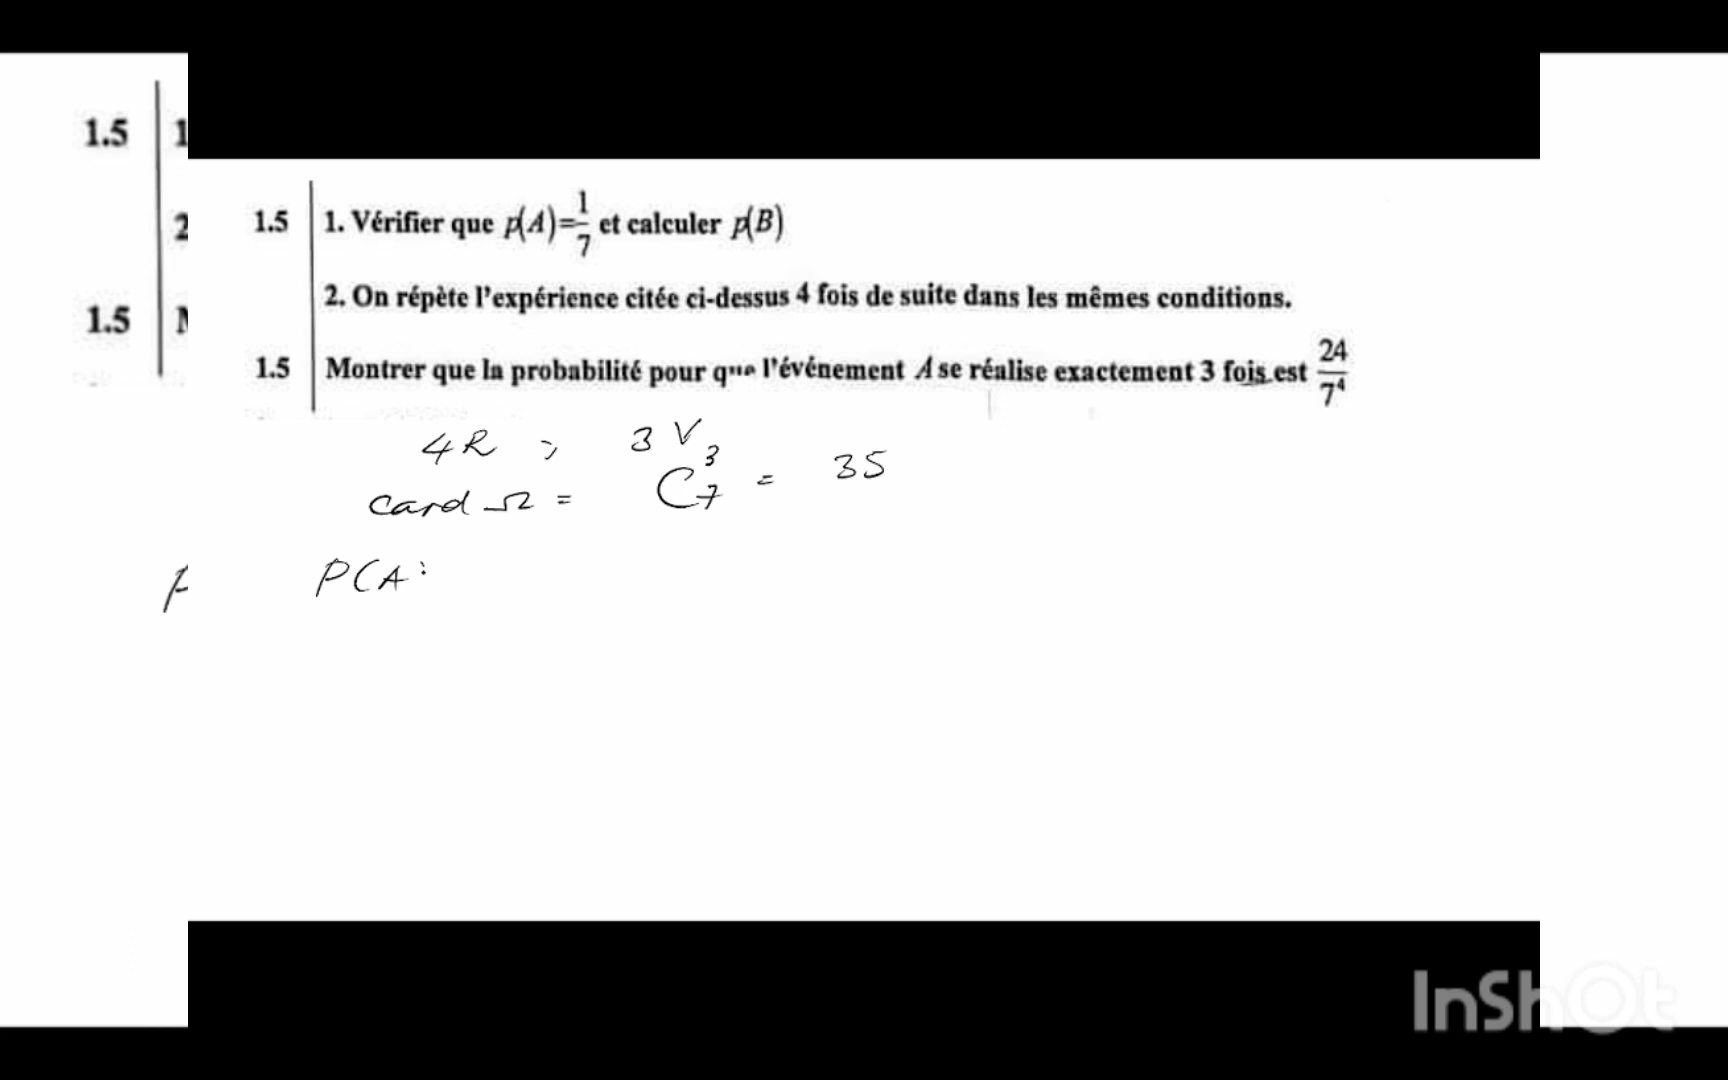 1.5 1
2
1.5
1.5 1. Vérifier que p(A)=1/7 et calculer p(B)
2. On répète l'expérience citée ci-dessus 4 fois de suite dans les mêmes conditions.
1.5 Montrer que la probabilité pour que l'événement A se réalise exactement 3 fois est 24/7⁴
4R , 3V
card Ω = C₇³ = 35
P(A:
InShOt